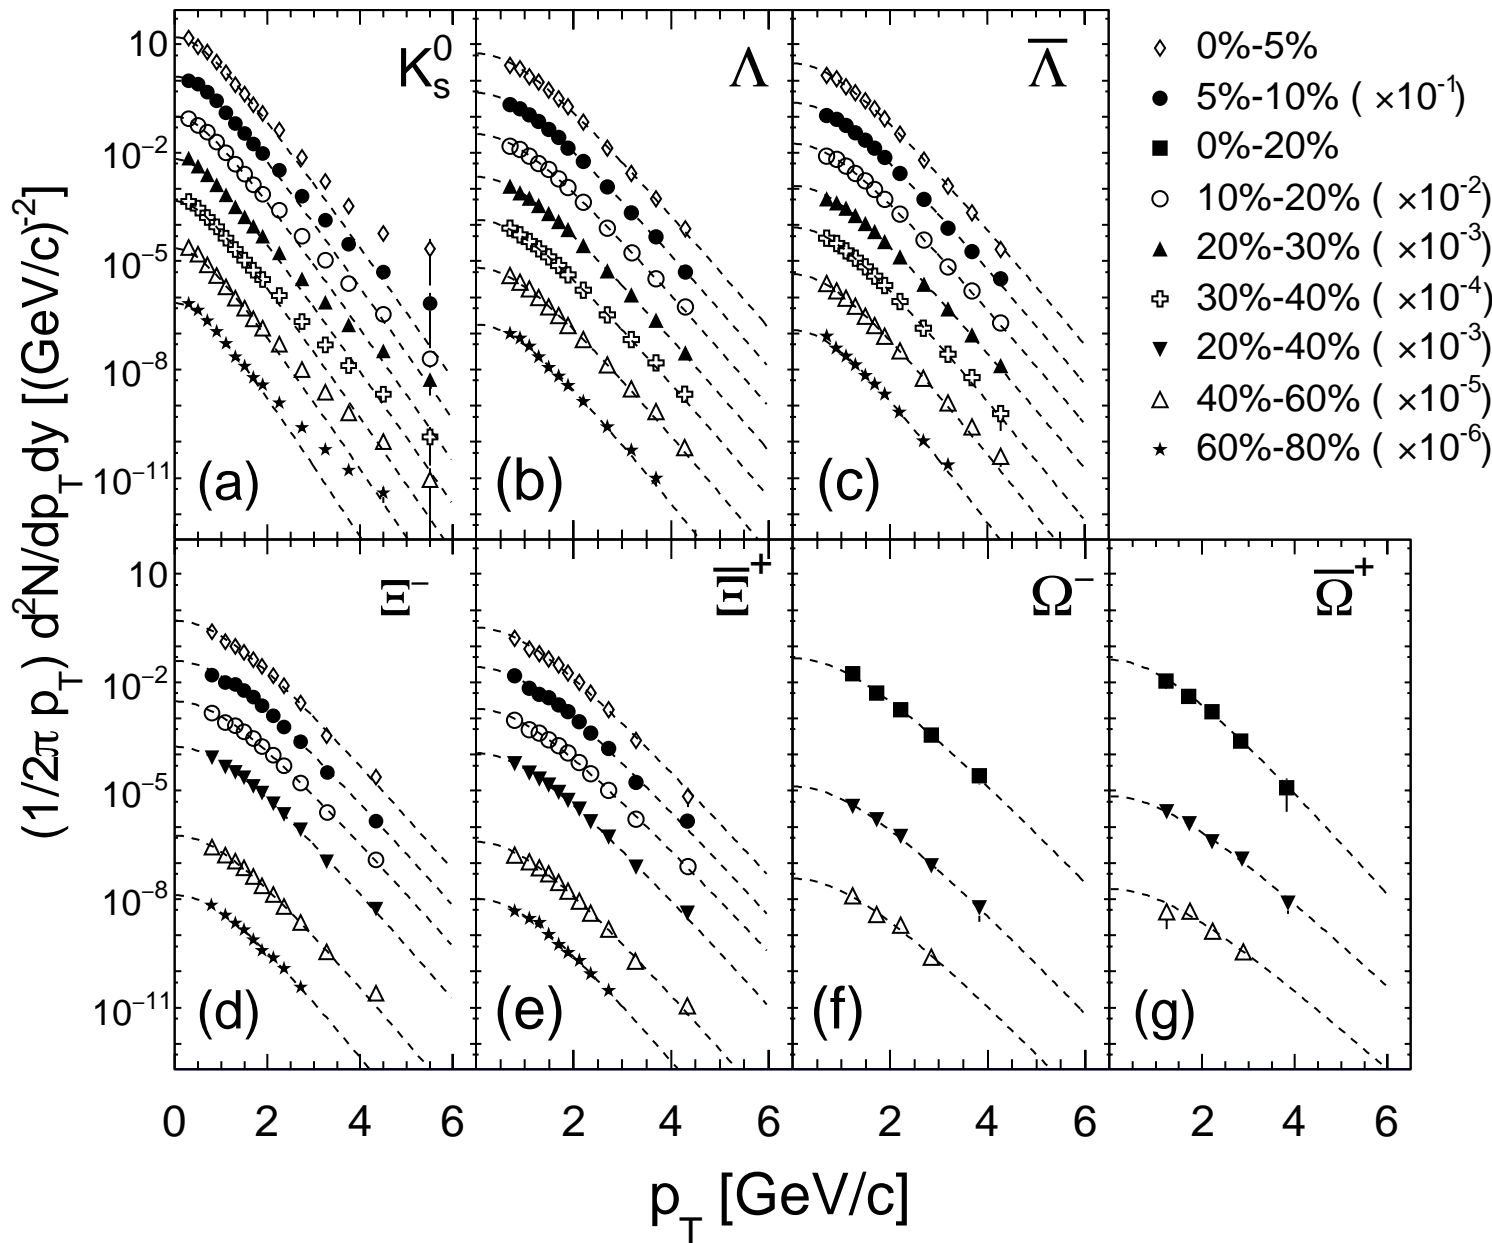 K⁰ₛ
Λ
Λ̅
0%-5%
5%-10% ( ×10⁻¹)
0%-20%
10%-20% ( ×10⁻²)
20%-30% ( ×10⁻³)
30%-40% ( ×10⁻⁴)
20%-40% ( ×10⁻³)
40%-60% ( ×10⁻⁵)
60%-80% ( ×10⁻⁶)
10
10⁻²
10⁻⁵
10⁻⁸
10⁻¹¹
(a)
(b)
(c)
(1/2π p_T) d²N/dp_Tdy [(GeV/c)⁻²]
Ξ⁻
Ξ̅⁺
Ω⁻
Ω̅⁺
10
10⁻²
10⁻⁵
10⁻⁸
10⁻¹¹
(d)
(e)
(f)
(g)
0 2 4 6 2 4 6 2 4 6 2 4 6
p_T [GeV/c]